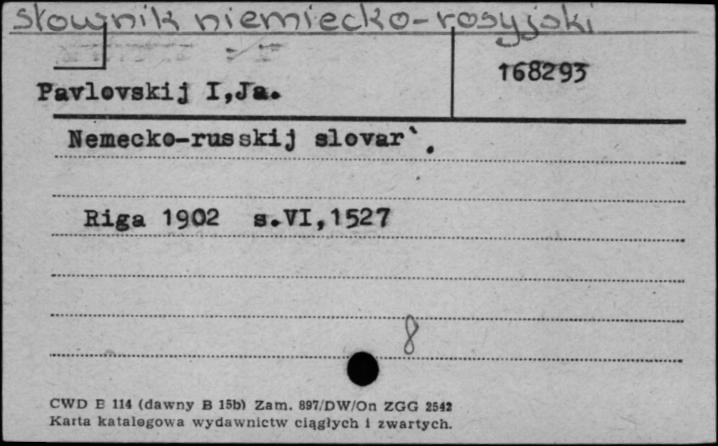 słownik niemiecko-rosyjski
168293
Pavlovskij I,Ja.
Nemecko-russkij slovar`.
Riga 1902 s.VI,1527
8
CWD E 114 (dawny B 15b) Zam. 897/DW/On ZGG 2542
Karta katalogowa wydawnictw ciągłych i zwartych.